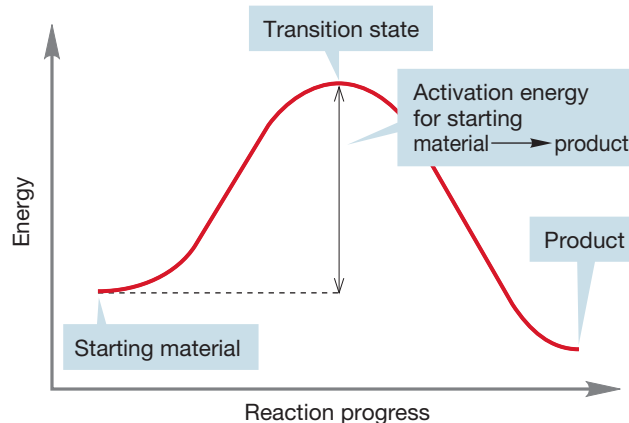 Transition state
Activation energy
for starting
material ⟶ product
Energy
Product
Starting material
Reaction progress